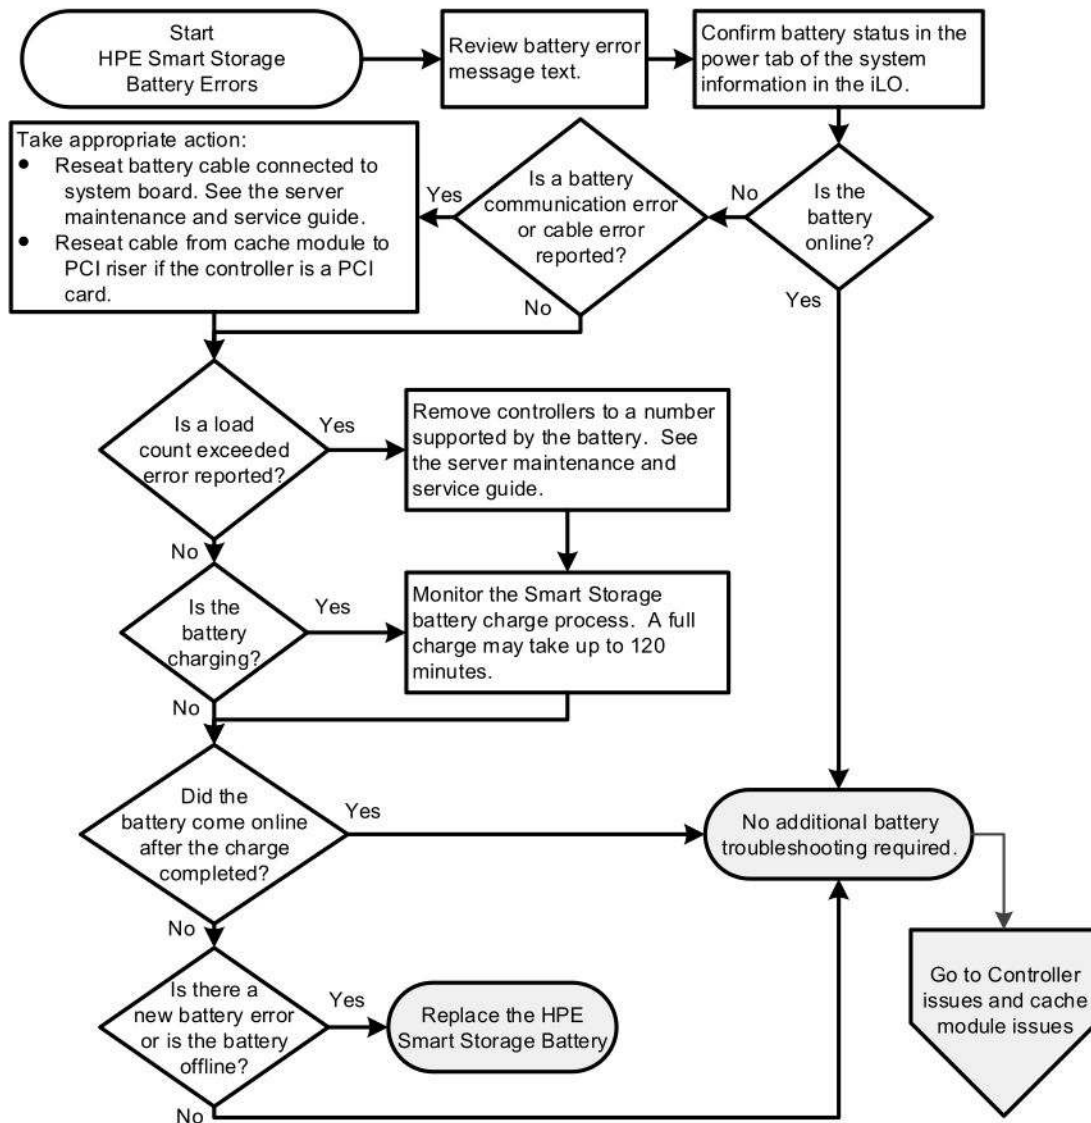 Start
HPE Smart Storage
Battery Errors
Review battery error
message text.
Confirm battery status in the
power tab of the system
information in the iLO.
Is the
battery
online?
No
Yes
Is a battery
communication error
or cable error
reported?
Yes
No
Take appropriate action:
● Reseat battery cable connected to
system board. See the server
maintenance and service guide.
● Reseat cable from cache module to
PCI riser if the controller is a PCI
card.
Is a load
count exceeded
error reported?
Yes
No
Remove controllers to a number
supported by the battery. See
the server maintenance and
service guide.
Is the
battery
charging?
Yes
No
Monitor the Smart Storage
battery charge process. A full
charge may take up to 120
minutes.
Did the
battery come online
after the charge
completed?
Yes
No
No additional battery
troubleshooting required.
Is there a
new battery error
or is the battery
offline?
Yes
No
Replace the HPE
Smart Storage Battery
Go to Controller
issues and cache
module issues